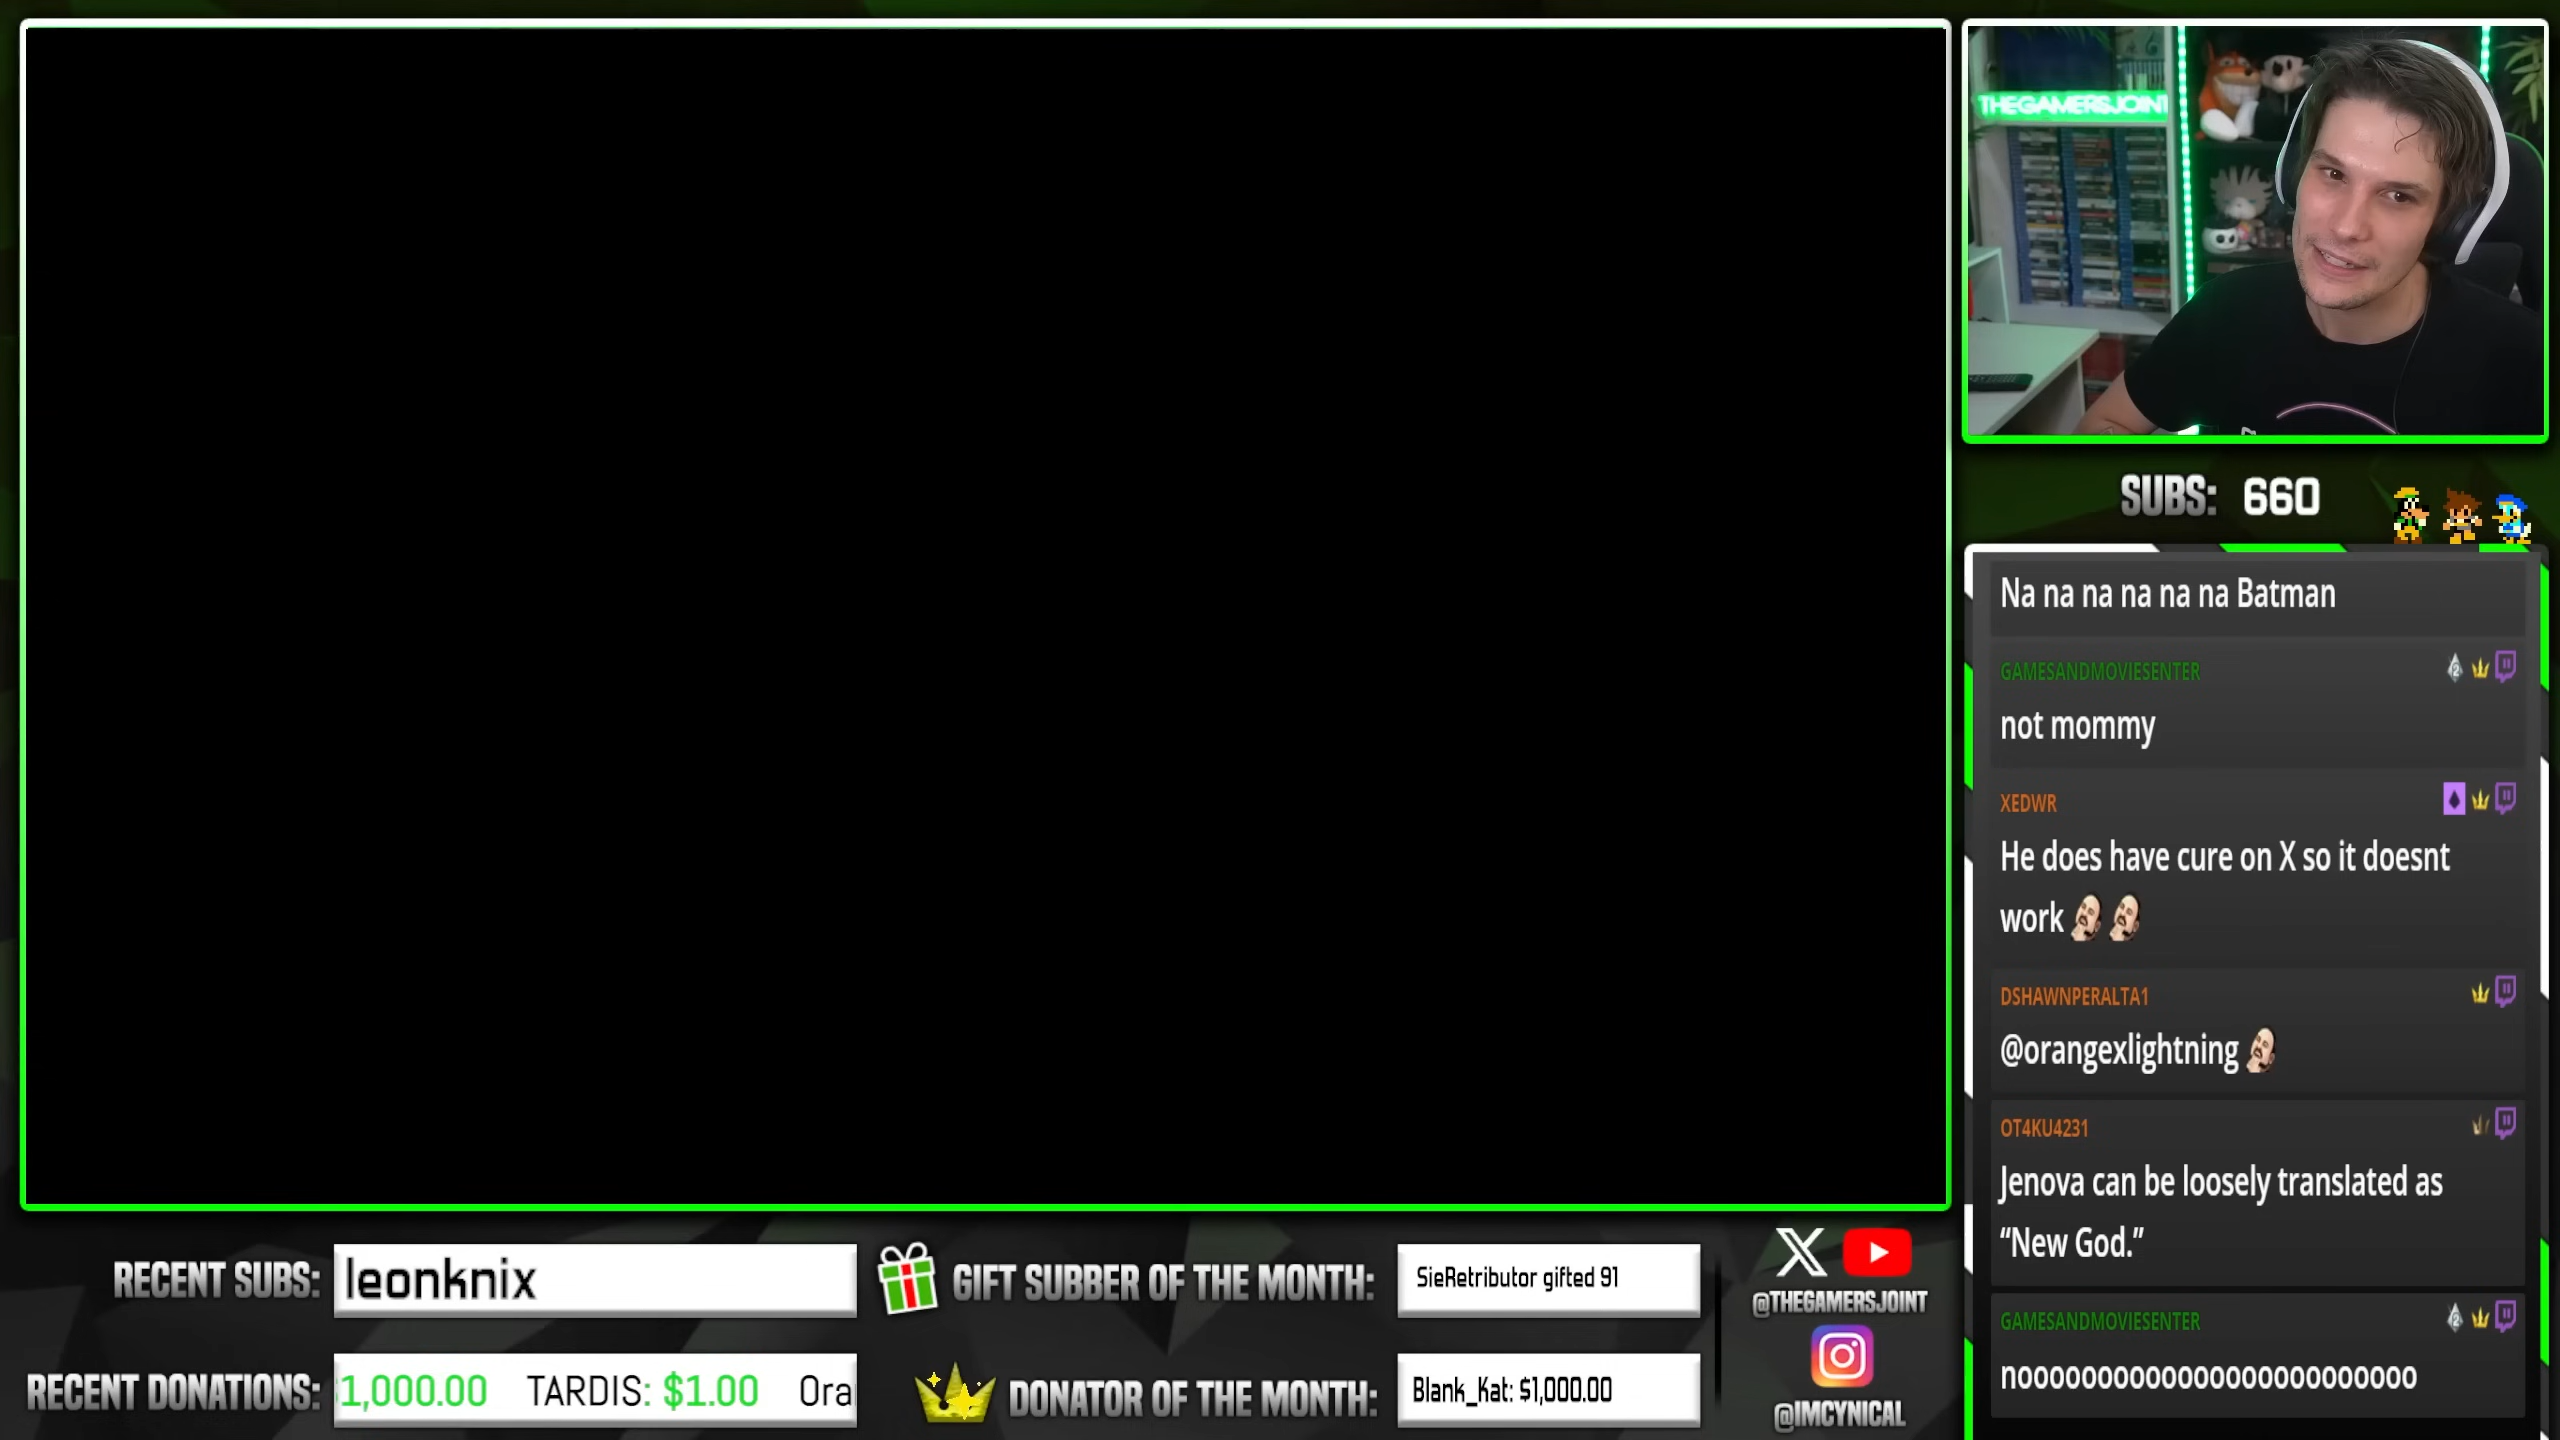 THEGAMERSJOINT
SUBS: 660
Na na na na na na Batman
GAMESANDMOVIESENTER
not mommy
XEDWR
He does have cure on X so it doesnt
work
DSHAWNPERALTA1
@orangexlightning
OT4KU4231
Jenova can be loosely translated as
“New God.”
GAMESANDMOVIESENTER
nooooooooooooooooooooooooo
RECENT SUBS: leonknix
GIFT SUBBER OF THE MONTH: SieRetributor gifted 91
@THEGAMERSJOINT
RECENT DONATIONS: 1,000.00 TARDIS: $1.00 Ora
DONATOR OF THE MONTH: Blank_Kat: $1,000.00
@IMCYNICAL